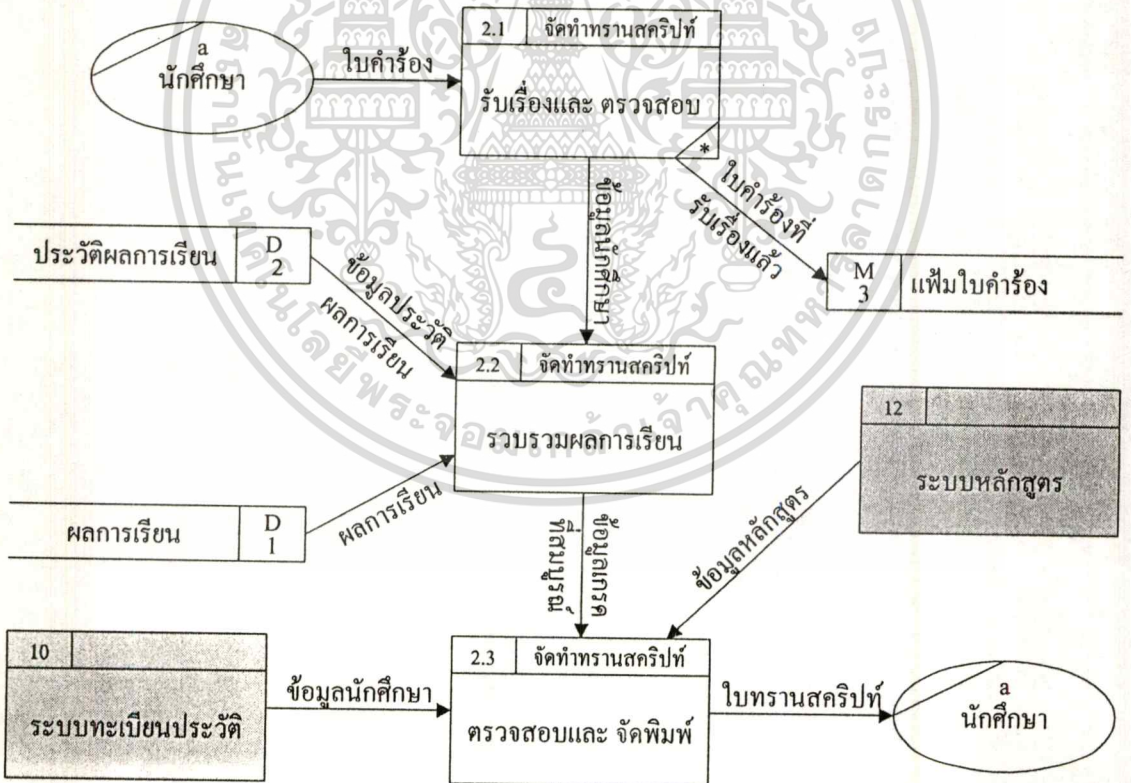 2.1 จัดทำทรานสคริปท์
a
นักศึกษา
ใบคำร้อง
รับเรื่องและ ตรวจสอบ
*
ใบคำร้องที่
รับเรื่องแล้ว
ข้อมูลนักศึกษา
ประวัติผลการเรียน
D
2
ข้อมูลประวัติ
ผลการเรียน
M
3
แฟ้มใบคำร้อง
2.2 จัดทำทรานสคริปท์
รวบรวมผลการเรียน
12
ระบบหลักสูตร
ผลการเรียน
D
1
ผลการเรียน
ข้อมูลเกรด
ที่สมบูรณ์
ข้อมูลหลักสูตร
10
ระบบทะเบียนประวัติ
ข้อมูลนักศึกษา
2.3 จัดทำทรานสคริปท์
ตรวจสอบและ จัดพิมพ์
ใบทรานสคริปท์
a
นักศึกษา